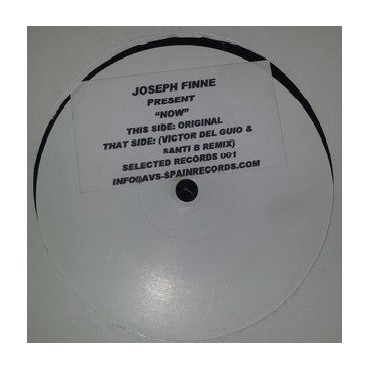 JOSEPH FINNE
PRESENT
"NOW"
THIS SIDE: ORIGINAL
THAT SIDE: (VICTOR DEL GUIO &
SANTI B REMIX)
SELECTED RECORDS 001
INFO@AVS-SPAINRECORDS.COM